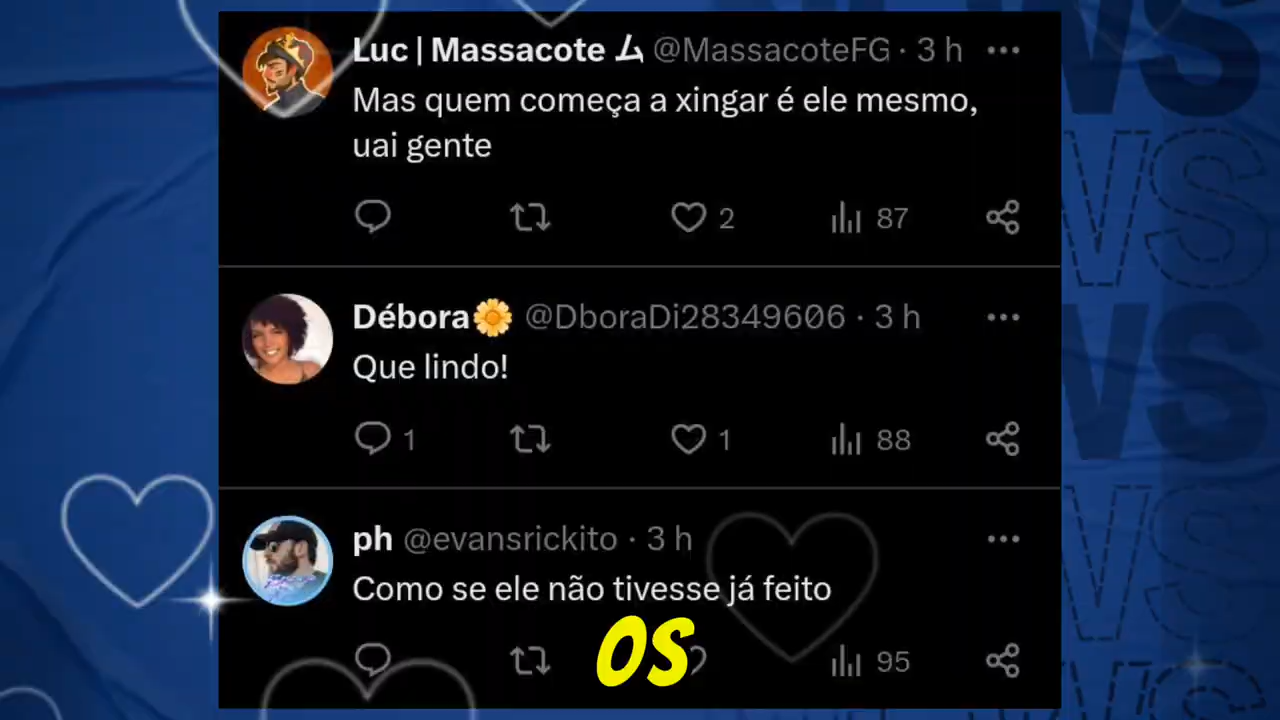 Luc | Massacote ム @MassacoteFG · 3 h
Mas quem começa a xingar é ele mesmo,
uai gente
2 87
Débora🌼 @DboraDi28349606 · 3 h
Que lindo!
1 1 88
ph @evansrickito · 3 h
Como se ele não tivesse já feito
OS
95